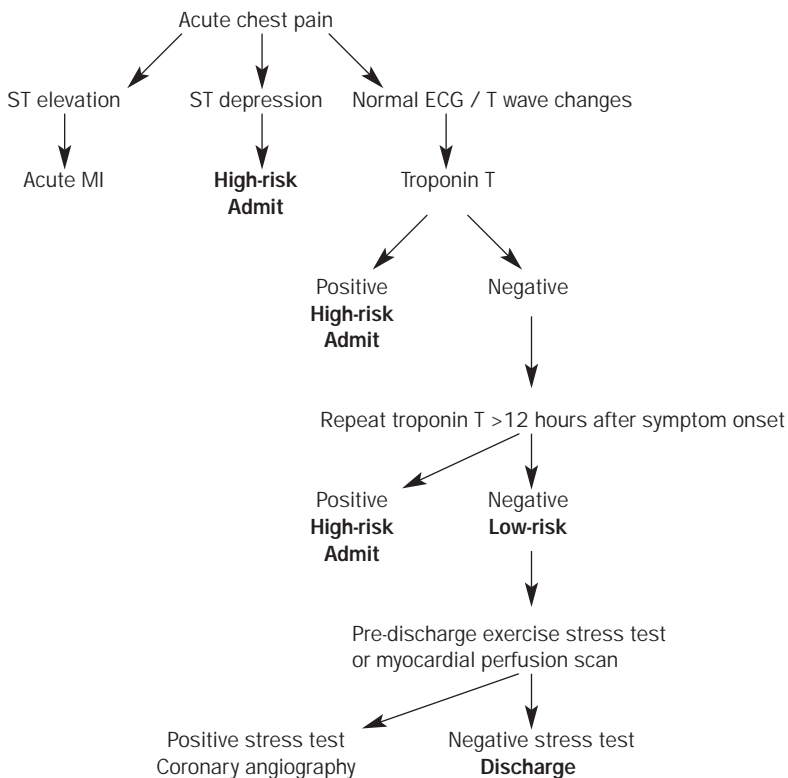 Acute chest pain
ST elevation
ST depression
Normal ECG / T wave changes
Acute MI
High-risk
Admit
Troponin T
Positive
High-risk
Admit
Negative
Repeat troponin T >12 hours after symptom onset
Positive
High-risk
Admit
Negative
Low-risk
Pre-discharge exercise stress test
or myocardial perfusion scan
Positive stress test
Coronary angiography
Negative stress test
Discharge